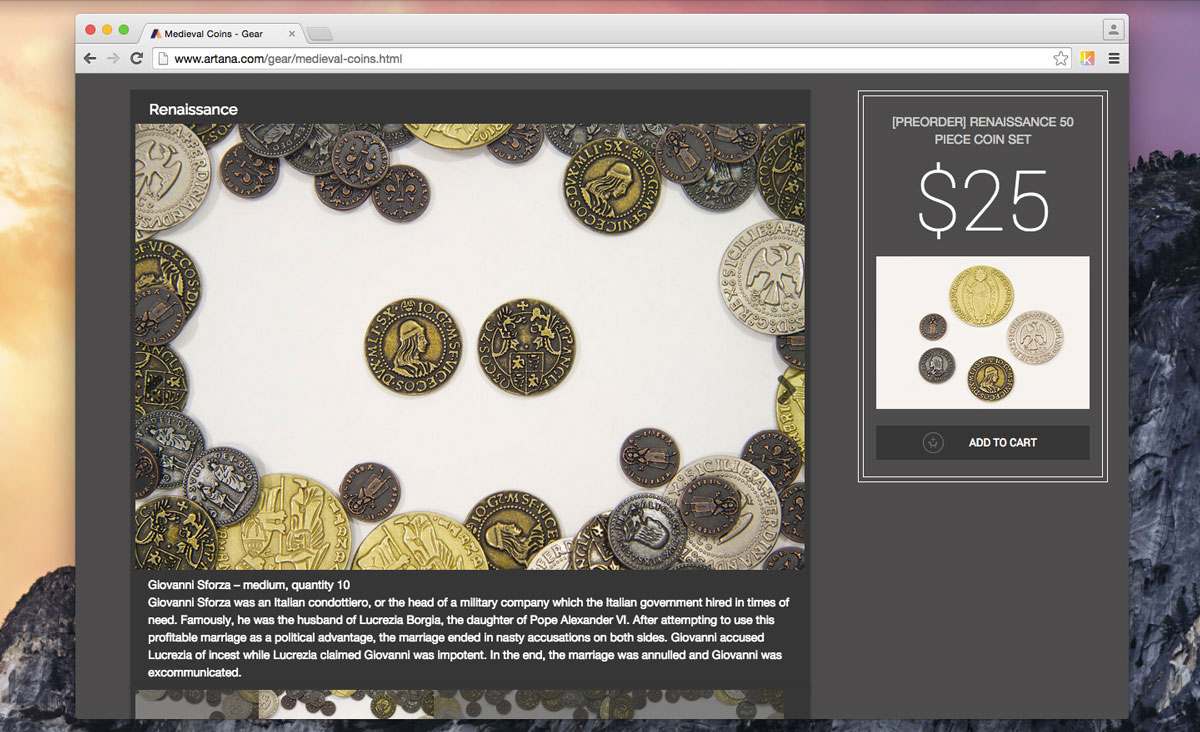 Medieval Coins - Gear
www.artana.com/gear/medieval-coins.html
Renaissance
Giovanni Sforza – medium, quantity 10
Giovanni Sforza was an Italian condottiero, or the head of a military company which the Italian government hired in times of
need. Famously, he was the husband of Lucrezia Borgia, the daughter of Pope Alexander VI. After attempting to use this
profitable marriage as a political advantage, the marriage ended in nasty accusations on both sides. Giovanni accused
Lucrezia of incest while Lucrezia claimed Giovanni was impotent. In the end, the marriage was annulled and Giovanni was
excommunicated.
[PREORDER] RENAISSANCE 50
PIECE COIN SET
$25
ADD TO CART